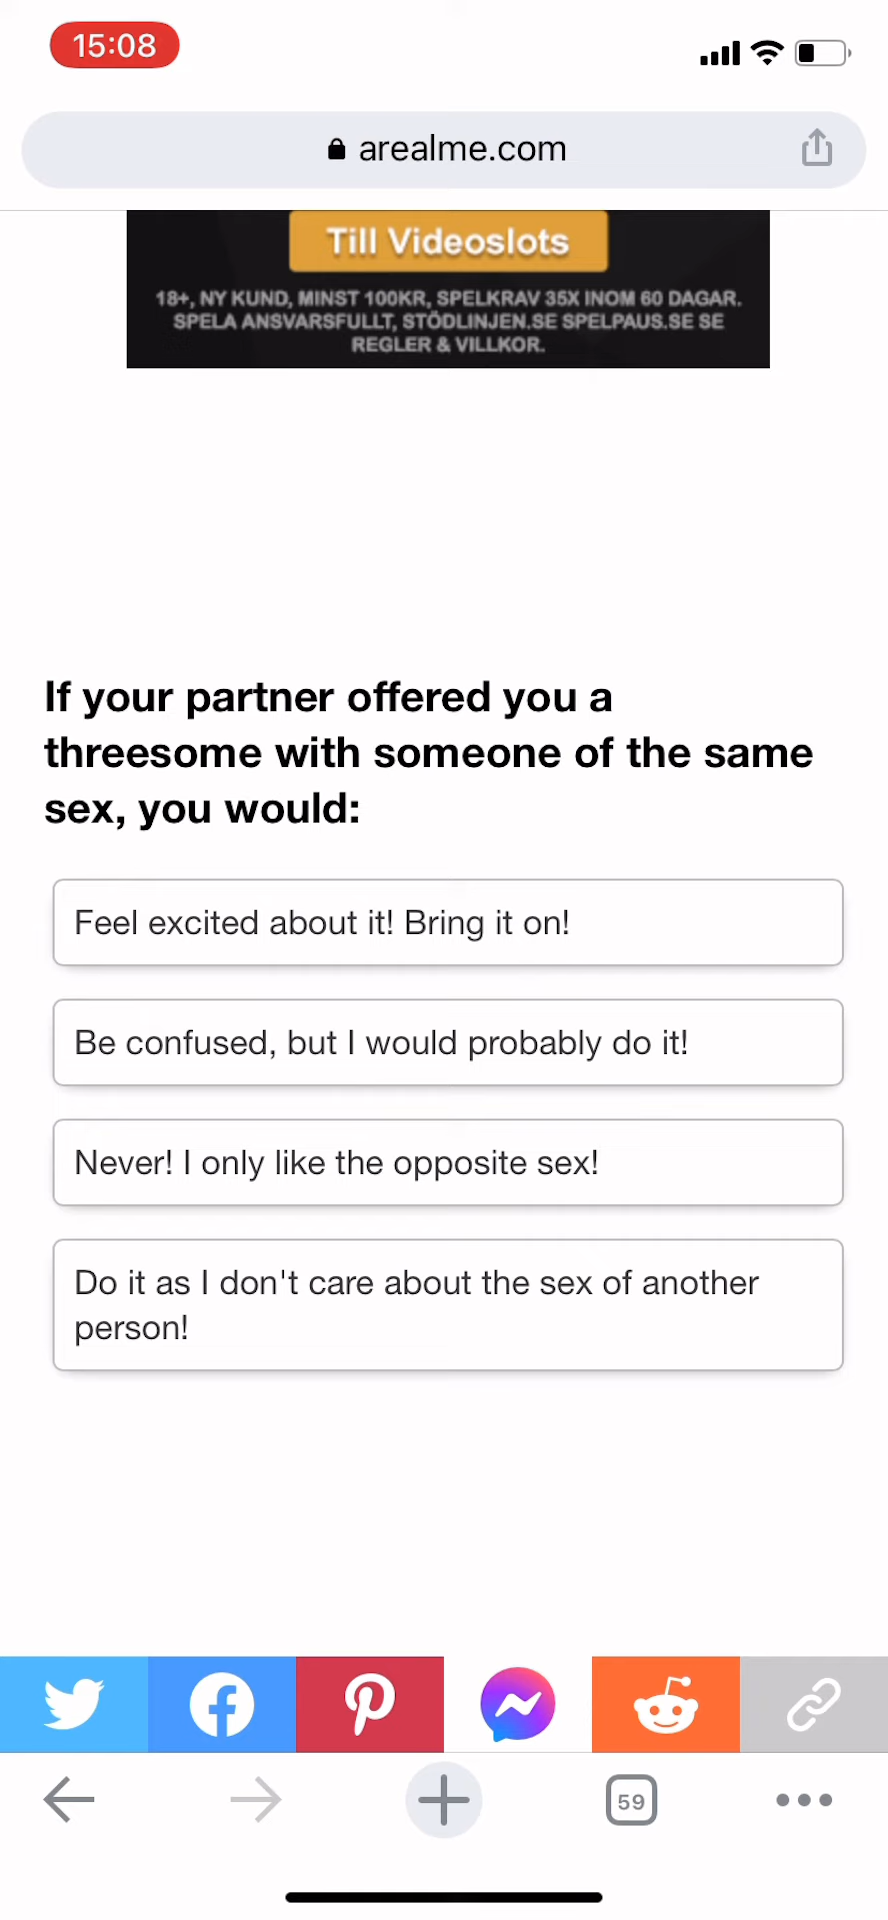 15:08
arealme.com
Till Videoslots
18+, NY KUND, MINST 100KR, SPELKRAV 35X INOM 60 DAGAR.
SPELA ANSVARSFULLT, STÖDLINJEN.SE SPELPAUS.SE SE
REGLER & VILLKOR.
If your partner offered you a
threesome with someone of the same
sex, you would:
Feel excited about it! Bring it on!
Be confused, but I would probably do it!
Never! I only like the opposite sex!
Do it as I don't care about the sex of another
person!
59